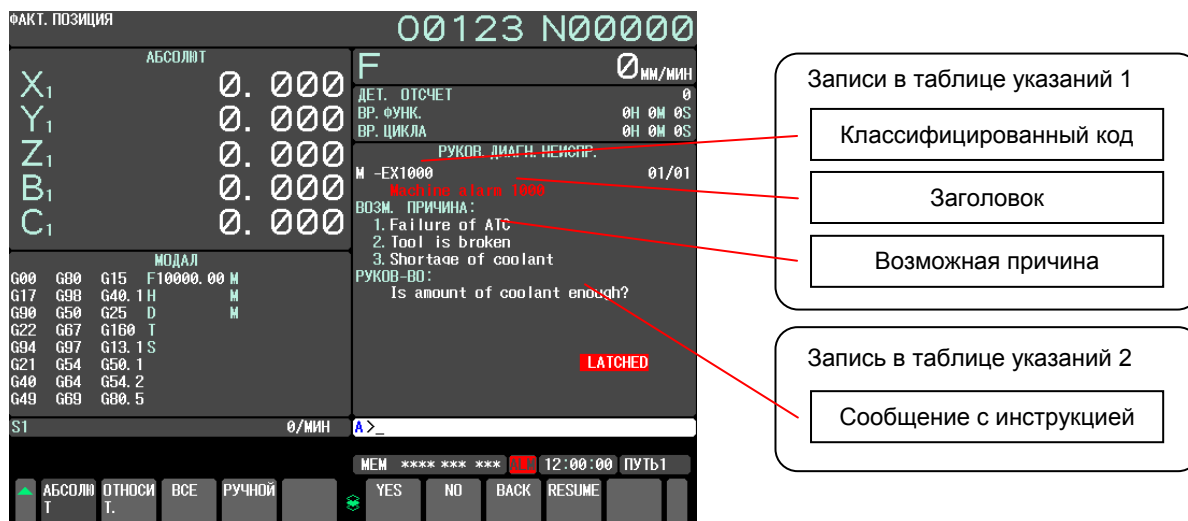 ФАКТ. ПОЗИЦИЯ
O0123 N00000
АБСОЛЮТ
X1 0. 000
Y1 0. 000
Z1 0. 000
B1 0. 000
C1 0. 000
F 0 ММ/МИН
ДЕТ. ОТСЧЕТ 0
ВР. ФУНК. 0H 0M 0S
ВР. ЦИКЛА 0H 0M 0S
РУКОВ. ДИАГН. НЕИСПР.
M -EX1000 01/01
Machine alarm 1000
ВОЗМ. ПРИЧИНА:
1. Failure of ATC
2. Tool is broken
3. Shortage of coolant
РУКОВ-ВО:
Is amount of coolant enough?
LATCHED
МОДАЛ
G00 G80 G15 F10000.00 M
G17 G98 G40.1 H M
G90 G50 G25 D M
G22 G67 G160 T
G94 G97 G13.1 S
G21 G54 G50.1
G40 G64 G54.2
G49 G69 G80.5
S1 0/МИН
A >_
MEM **** *** *** ALM 12:00:00 ПУТЬ1
АБСОЛЮ
Т
ОТНОСИ
Т.
ВСЕ
РУЧНОЙ
YES
NO
BACK
RESUME
Записи в таблице указаний 1
Классифицированный код
Заголовок
Возможная причина
Запись в таблице указаний 2
Сообщение с инструкцией